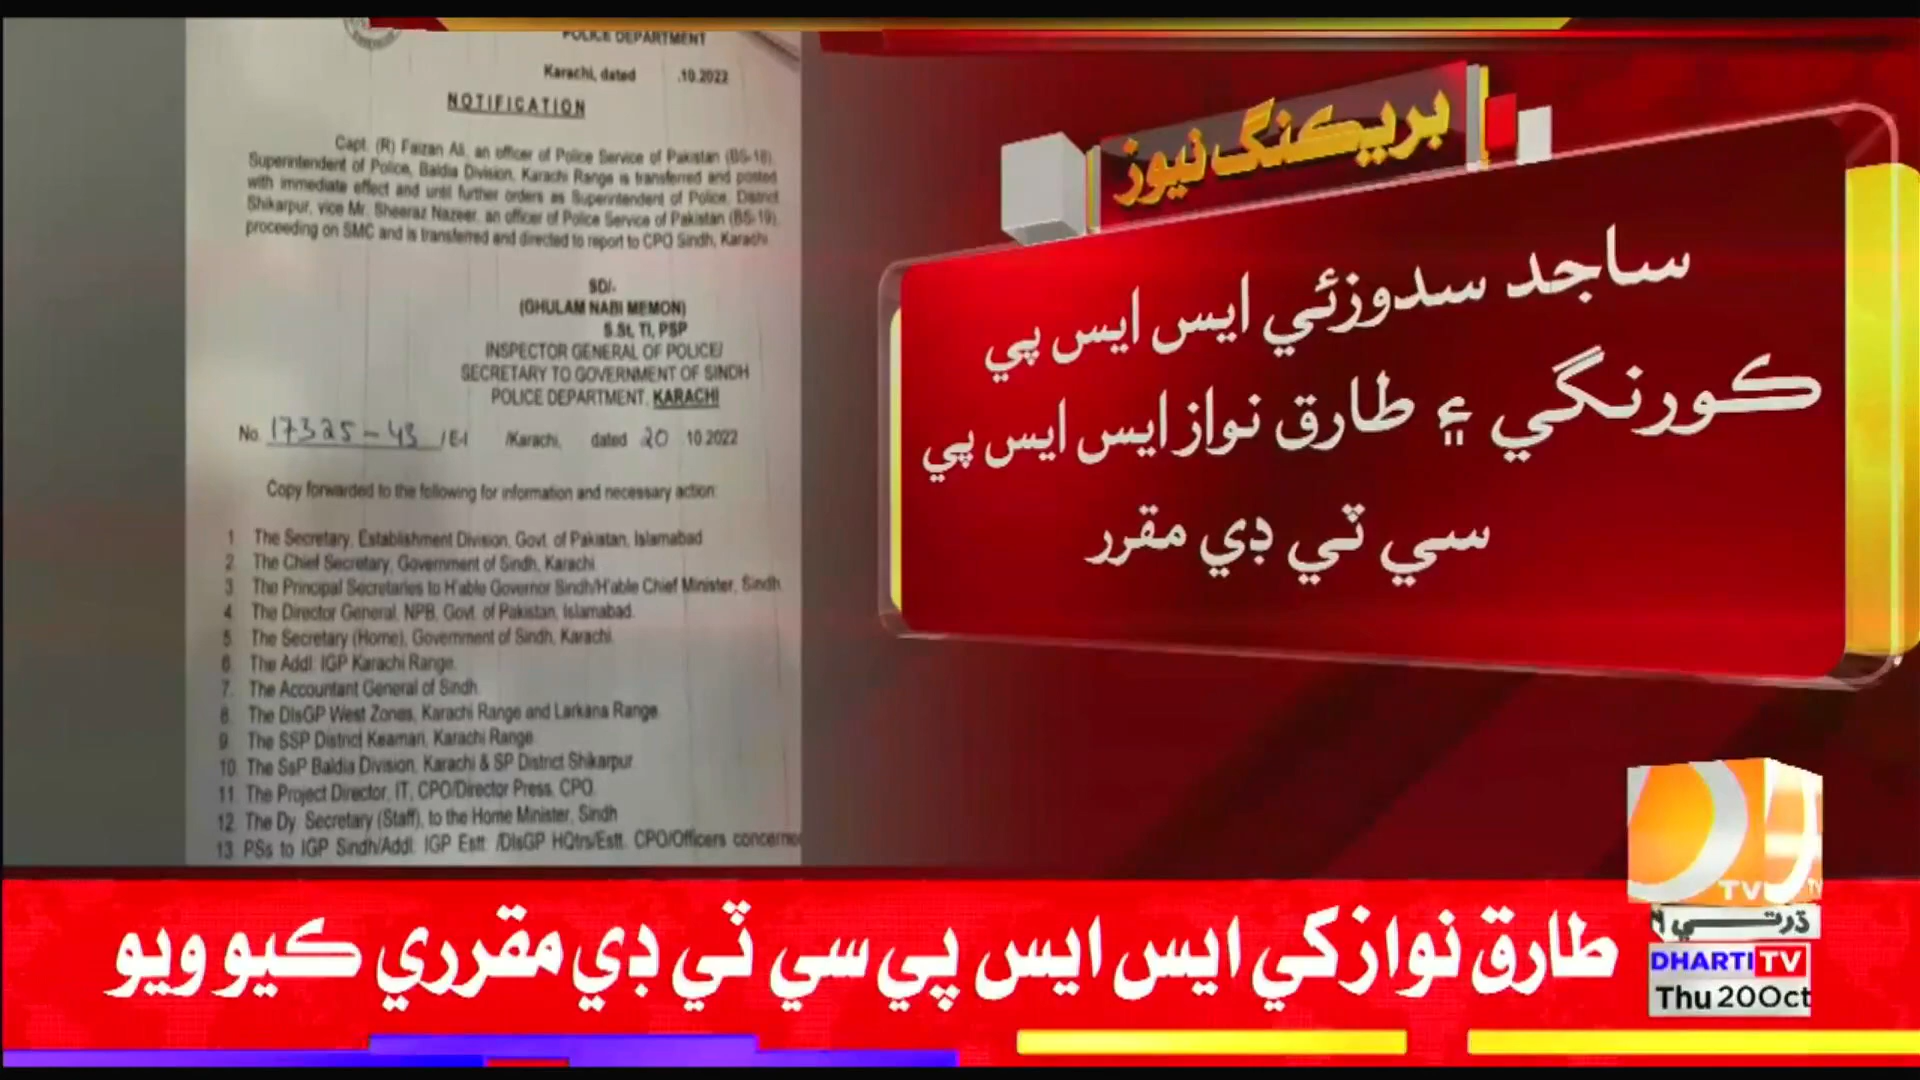 POLICE DEPARTMENT
Karachi, dated .10.2022
NOTIFICATION
Capt. (R) Faizan Ali, an officer of Police Service of Pakistan (BS-18),
Superintendent of Police, Baldia Division, Karachi Range is transferred and posted
with immediate effect and until further orders as Superintendent of Police, District
Shikarpur, vice Mr. Sheeraz Nazeer, an officer of Police Service of Pakistan (BS-19),
proceeding on SMC and is transferred and directed to report to CPO Sindh, Karachi.
SD/-
(GHULAM NABI MEMON)
S.St, TI, PSP
INSPECTOR GENERAL OF POLICE/
SECRETARY TO GOVERNMENT OF SINDH
POLICE DEPARTMENT, KARACHI
No. 17325-43 /E-I /Karachi, dated 20 .10.2022
Copy forwarded to the following for information and necessary action:
1 The Secretary, Establishment Division, Govt. of Pakistan, Islamabad
2. The Chief Secretary, Government of Sindh, Karachi.
3. The Principal Secretaries to H'able Governor Sindh/H'able Chief Minister, Sindh.
4. The Director General, NPB, Govt. of Pakistan, Islamabad.
5. The Secretary (Home), Government of Sindh, Karachi.
6. The Addl: IGP Karachi Range.
7. The Accountant General of Sindh.
8. The DIsGP West Zones, Karachi Range and Larkana Range.
9. The SSP District Keamari, Karachi Range.
10. The SsP Baldia Division, Karachi & SP District Shikarpur
11. The Project Director, IT, CPO/Director Press, CPO.
12. The Dy. Secretary (Staff), to the Home Minister, Sindh
13. PSs to IGP Sindh/Addl: IGP Estt: /DIsGP HQtrs/Estt. CPO/Officers concerned
بريڪنگ نيوز
ساجد سدوزئي ايس ايس پي
ڪورنگي ۽ طارق نواز ايس ايس پي
سي ٽي ڊي مقرر
TV
ڌرتي
DHARTI TV
Thu 20 Oct
طارق نواز کي ايس ايس پي سي ٽي ڊي مقرري ڪيو ويو